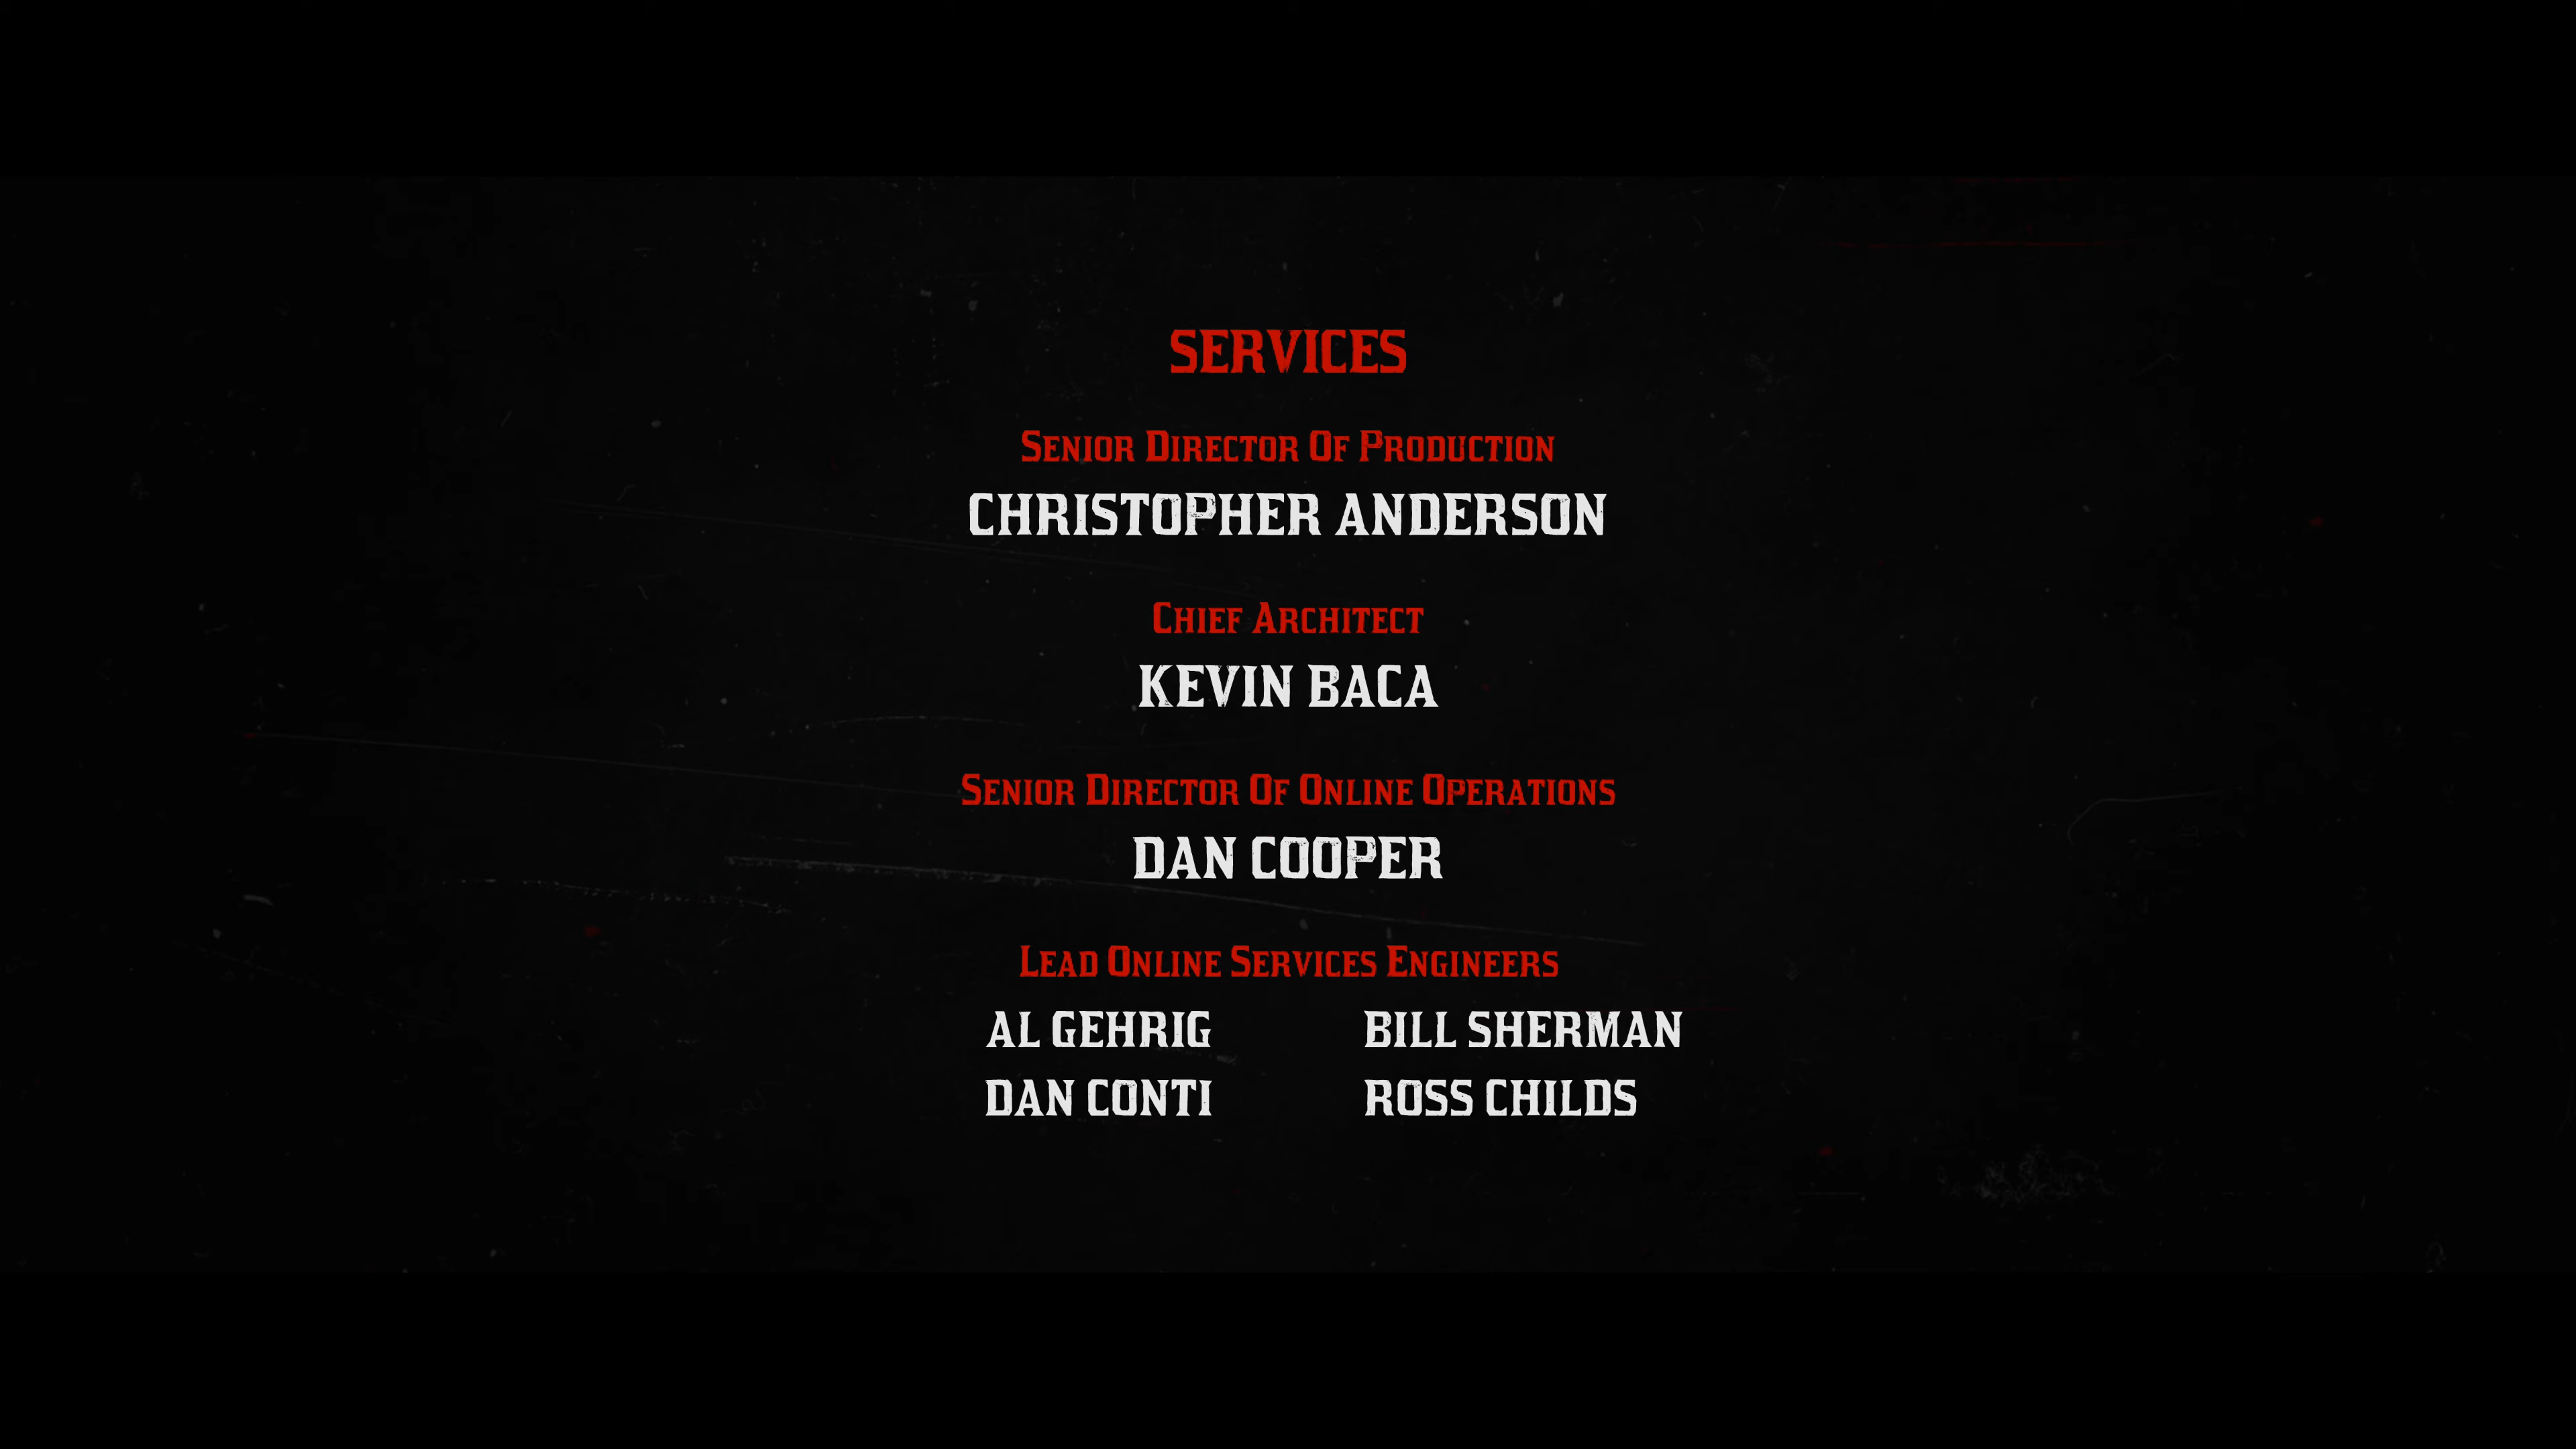 SERVICES
SENIOR DIRECTOR OF PRODUCTION
CHRISTOPHER ANDERSON
CHIEF ARCHITECT
KEVIN BACA
SENIOR DIRECTOR OF ONLINE OPERATIONS
DAN COOPER
LEAD ONLINE SERVICES ENGINEERS
AL GEHRIG BILL SHERMAN
DAN CONTI ROSS CHILDS